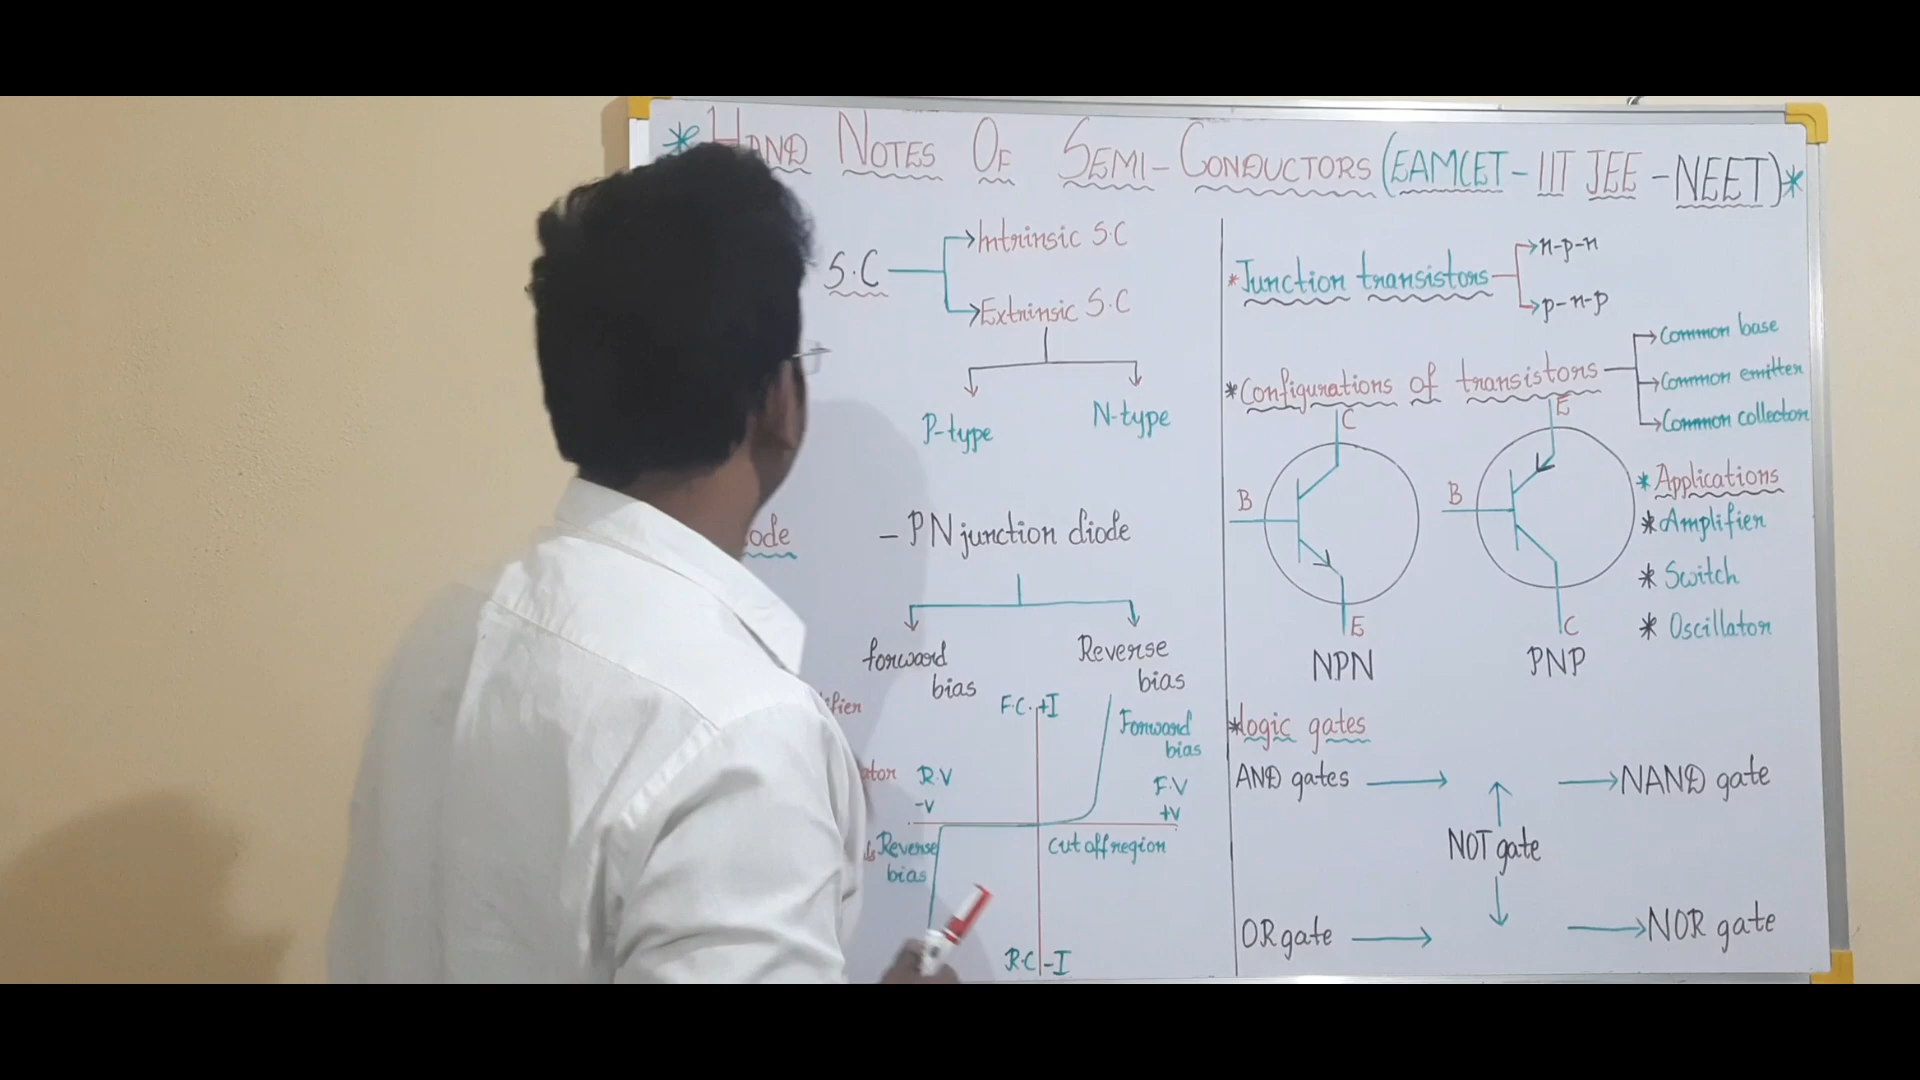 * HAND NOTES OF SEMI-CONDUCTORS (EAMCET - IIT JEE - NEET) *
S.C
Intrinsic S.C
Extrinsic S.C
P-type
N-type
- PN junction diode
forward bias
Reverse bias
F.C. +I
Forward bias
R.V
-V
F.V
+V
Reverse bias
Cut off region
R.C -I
* Junction transistors
n-p-n
p-n-p
* Configurations of transistors
Common base
Common emitter
Common collector
C
B
E
NPN
E
B
C
PNP
* Applications
* Amplifier
* Switch
* Oscillator
* logic gates
AND gates
NAND gate
NOT gate
OR gate
NOR gate